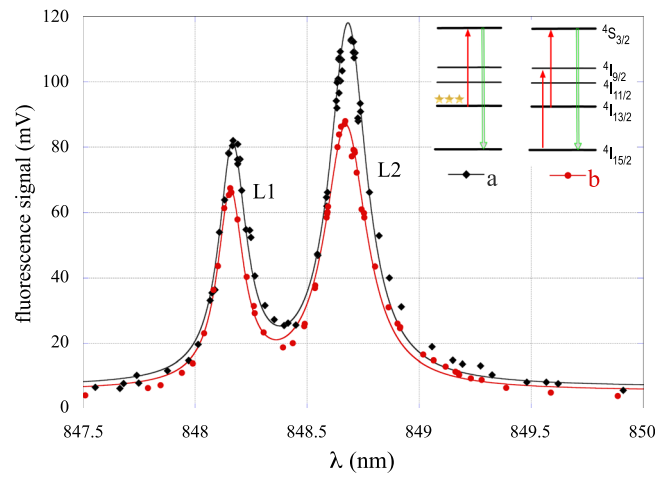 120
100
80
60
40
20
0
fluorescence signal (mV)
847.5
848
848.5
849
849.5
850
λ (nm)
L1
L2
⁴S₃/₂
⁴I₉/₂
⁴I₁₁/₂
⁴I₁₃/₂
⁴I₁₅/₂
a
b